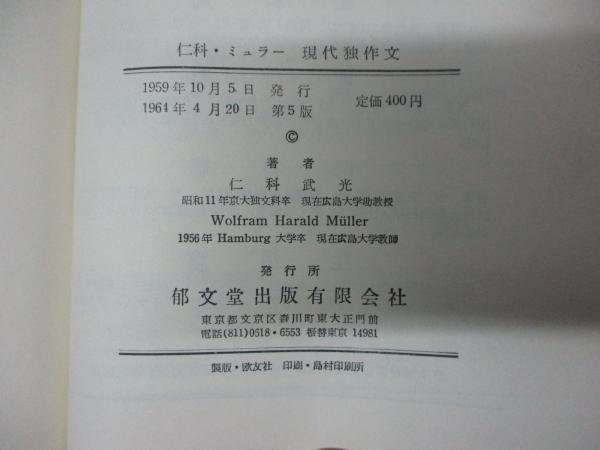 仁科・ミュラー 現代独作文
1959年10月5日 発行
1964年4月20日 第5版
定価400円
©
著者
仁科武光
昭和11年京大独文科卒 現在広島大学助教授
Wolfram Harald Müller
1956年 Hamburg 大学卒 現在広島大学教師
発行所
郁文堂出版有限会社
東京都文京区森川町東大正門前
電話(811)0518・6553 振替東京 14981
製版・欧友社 印刷・島村印刷所